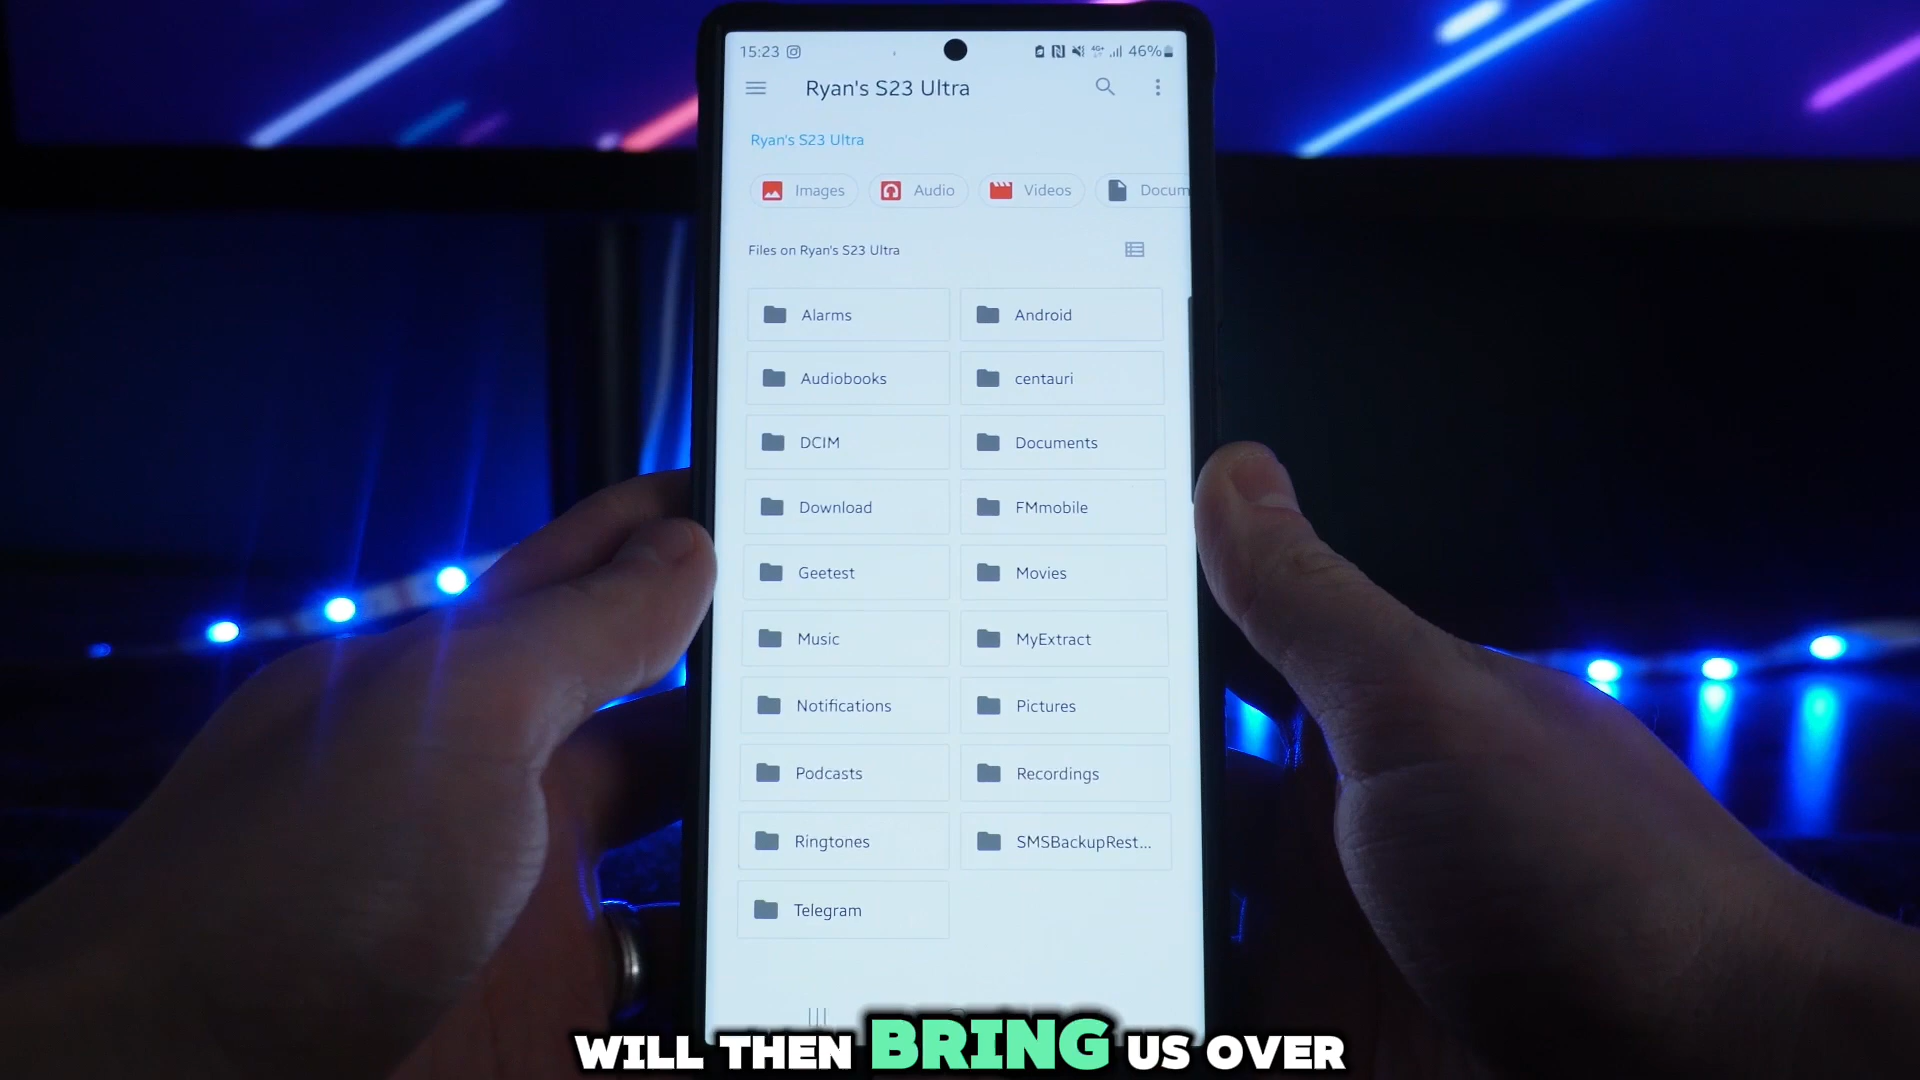 15:23 4G+ 46%
Ryan's S23 Ultra
Ryan's S23 Ultra
Images Audio Videos Docum
Files on Ryan's S23 Ultra
Alarms Android
Audiobooks centauri
DCIM Documents
Download FMmobile
Geetest Movies
Music MyExtract
Notifications Pictures
Podcasts Recordings
Ringtones SMSBackupRest...
Telegram
WILL THEN BRING US OVER